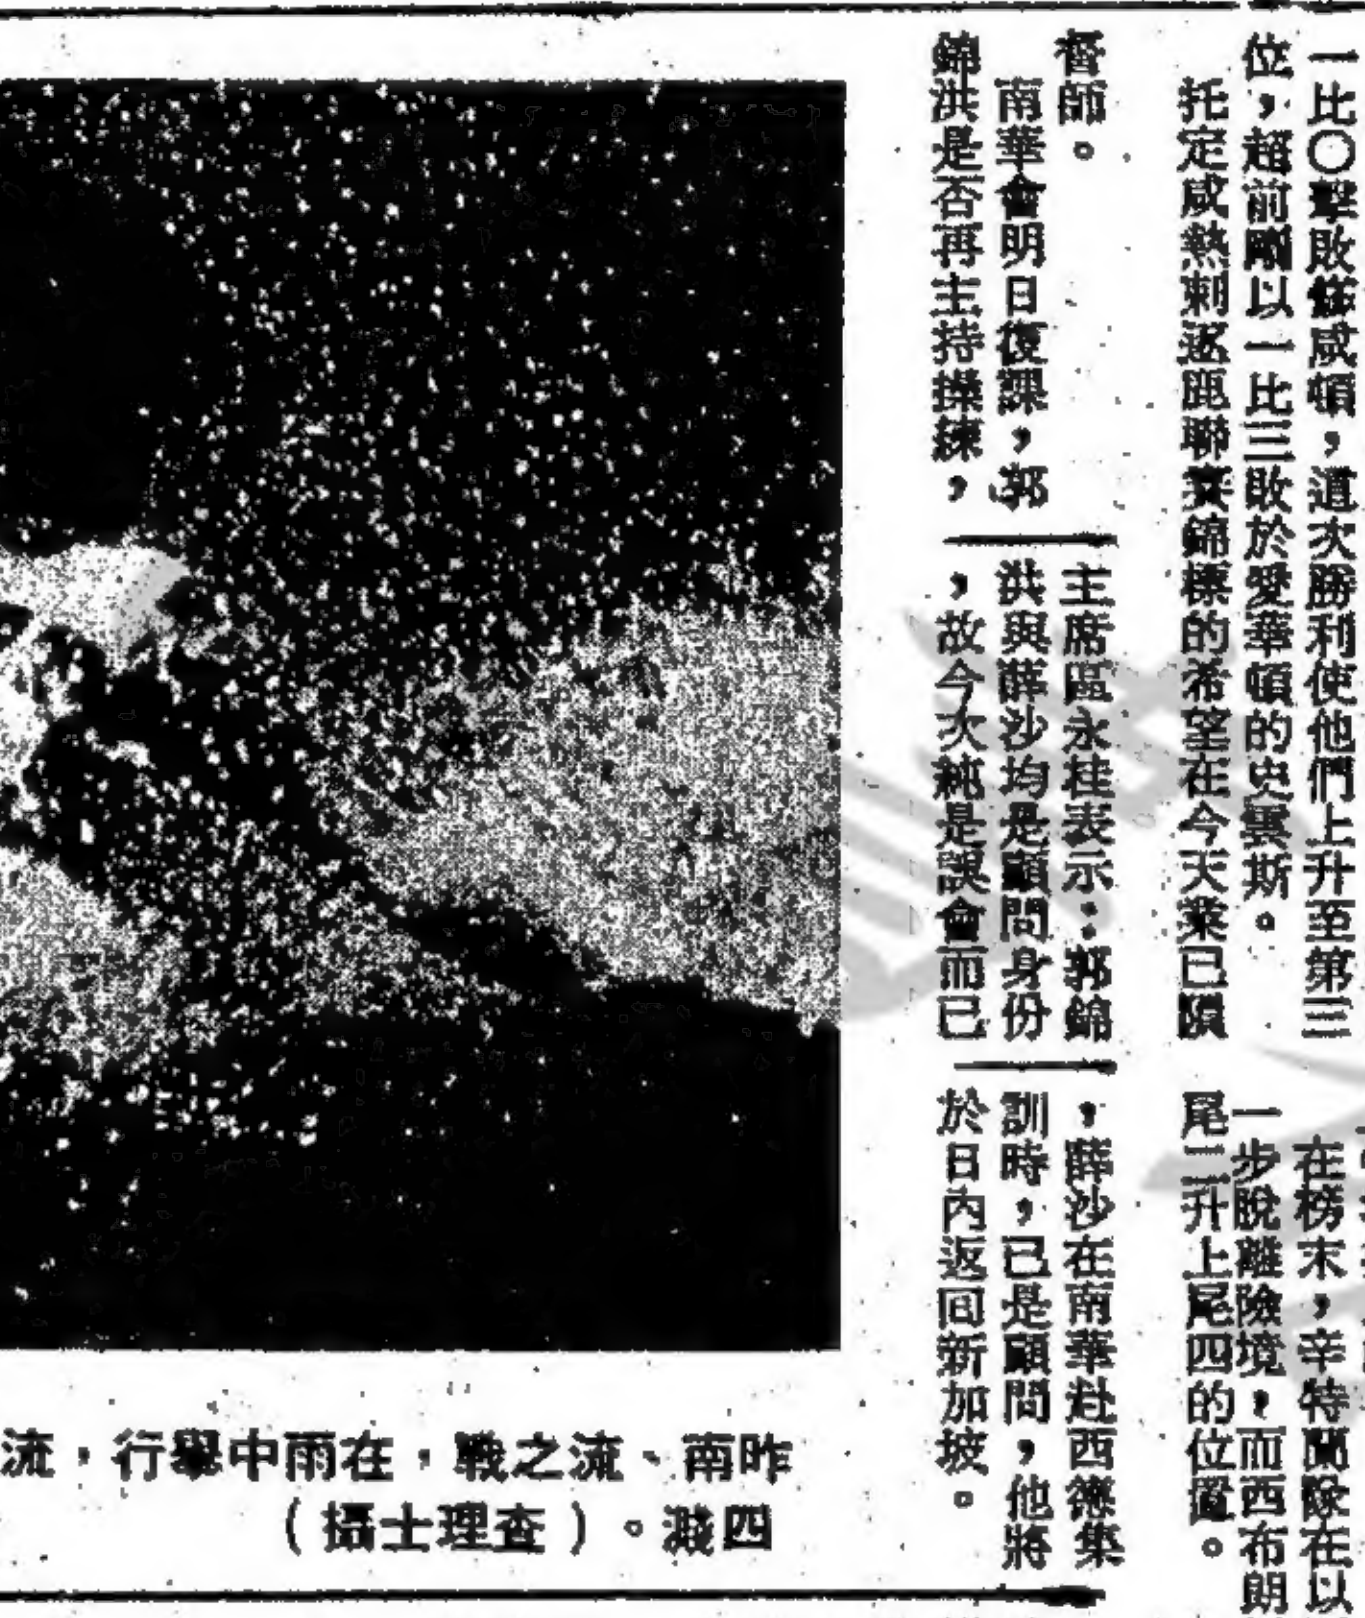 一比〇擊敗修咸頓,這次勝利使他們上升至第三
位,超前剛以一比三敗於愛華頓的史雲斯。
托定咸熱刺逐鹿聯賽錦標的希望在今天業已隕
在榜末,辛特蘭隊在以
一步脫離險境,而西布朗
尾二升上尾四的位置。
督師。
南華會明日復課,郭
錦洪是否再主持操練,
主席區永桂表示:郭錦
洪與薛沙均是顧問身份
,故今次純是誤會而已
,薛沙在南華赴西德集
訓時,已是顧問,他將
於日內返回新加坡。
昨南、流之戰,在雨中舉行,流
四濺。(查理士攝)